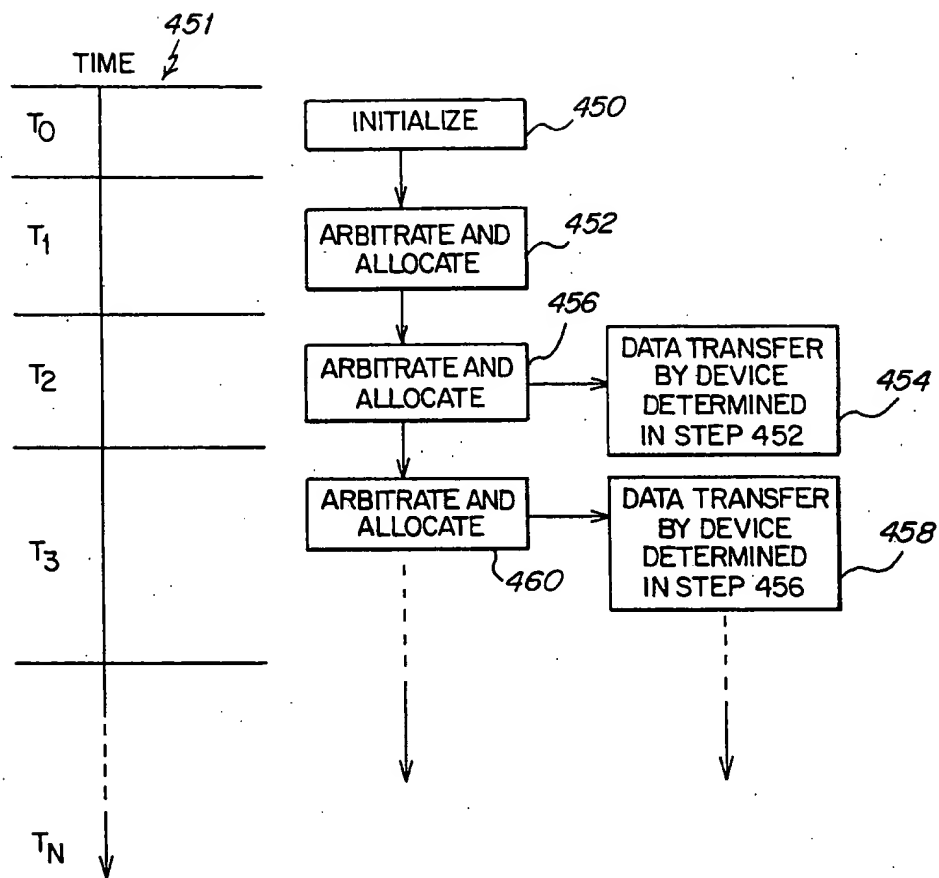 451
TIME
T0
INITIALIZE
450
T1
ARBITRATE AND
ALLOCATE
452
T2
ARBITRATE AND
ALLOCATE
456
DATA TRANSFER
BY DEVICE
DETERMINED
IN STEP 452
454
T3
ARBITRATE AND
ALLOCATE
460
DATA TRANSFER
BY DEVICE
DETERMINED
IN STEP 456
458
TN